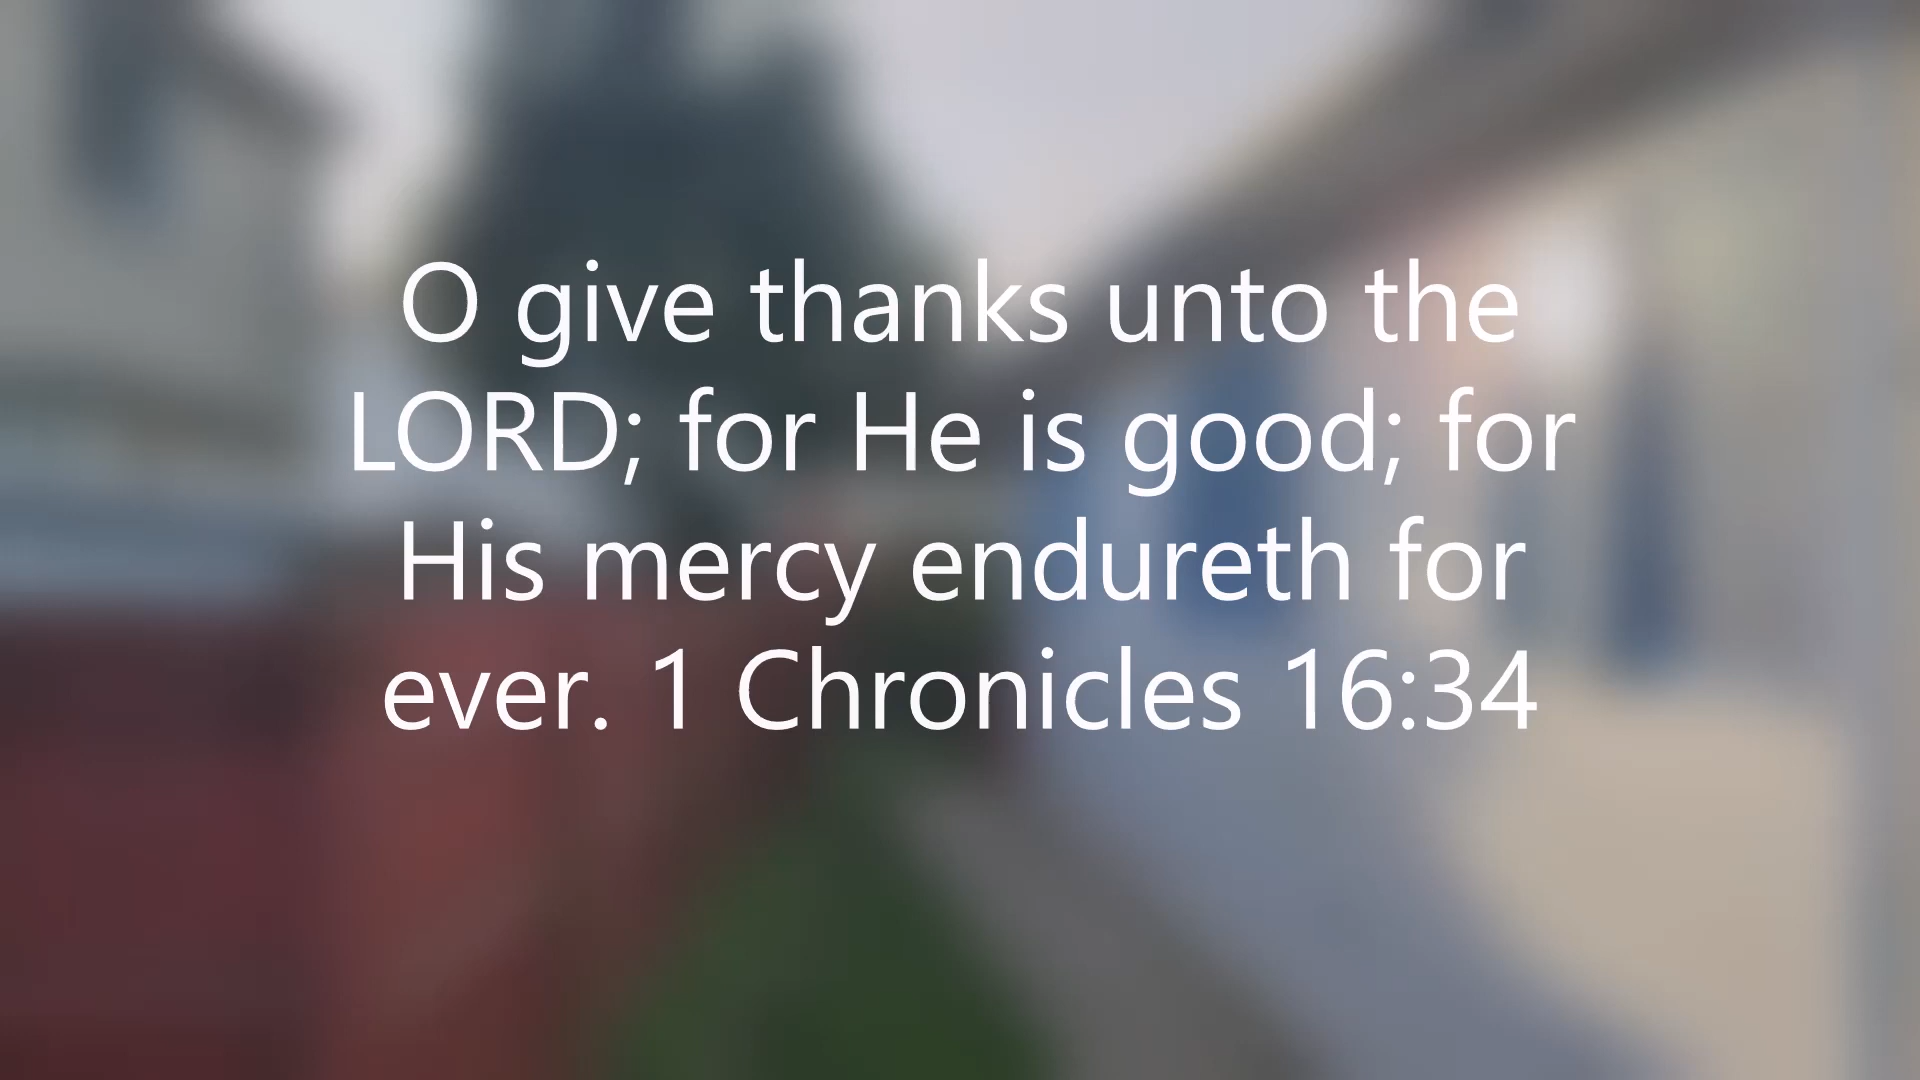 O give thanks unto the
LORD; for He is good; for
His mercy endureth for
ever. 1 Chronicles 16:34